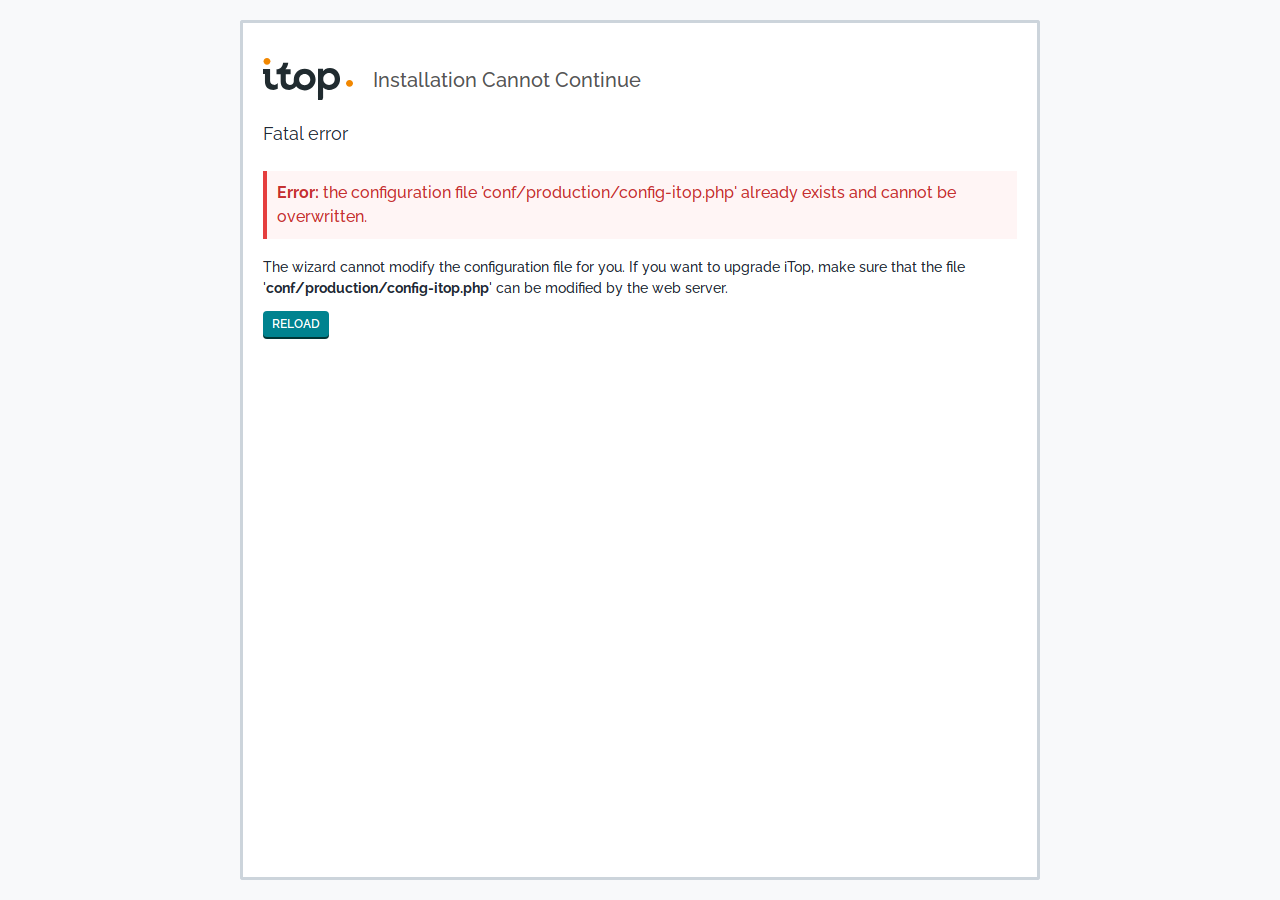 itop
Installation Cannot Continue
Fatal error
Error: the configuration file 'conf/production/config-itop.php' already exists and cannot be
overwritten.
The wizard cannot modify the configuration file for you. If you want to upgrade iTop, make sure that the file
'conf/production/config-itop.php' can be modified by the web server.
RELOAD